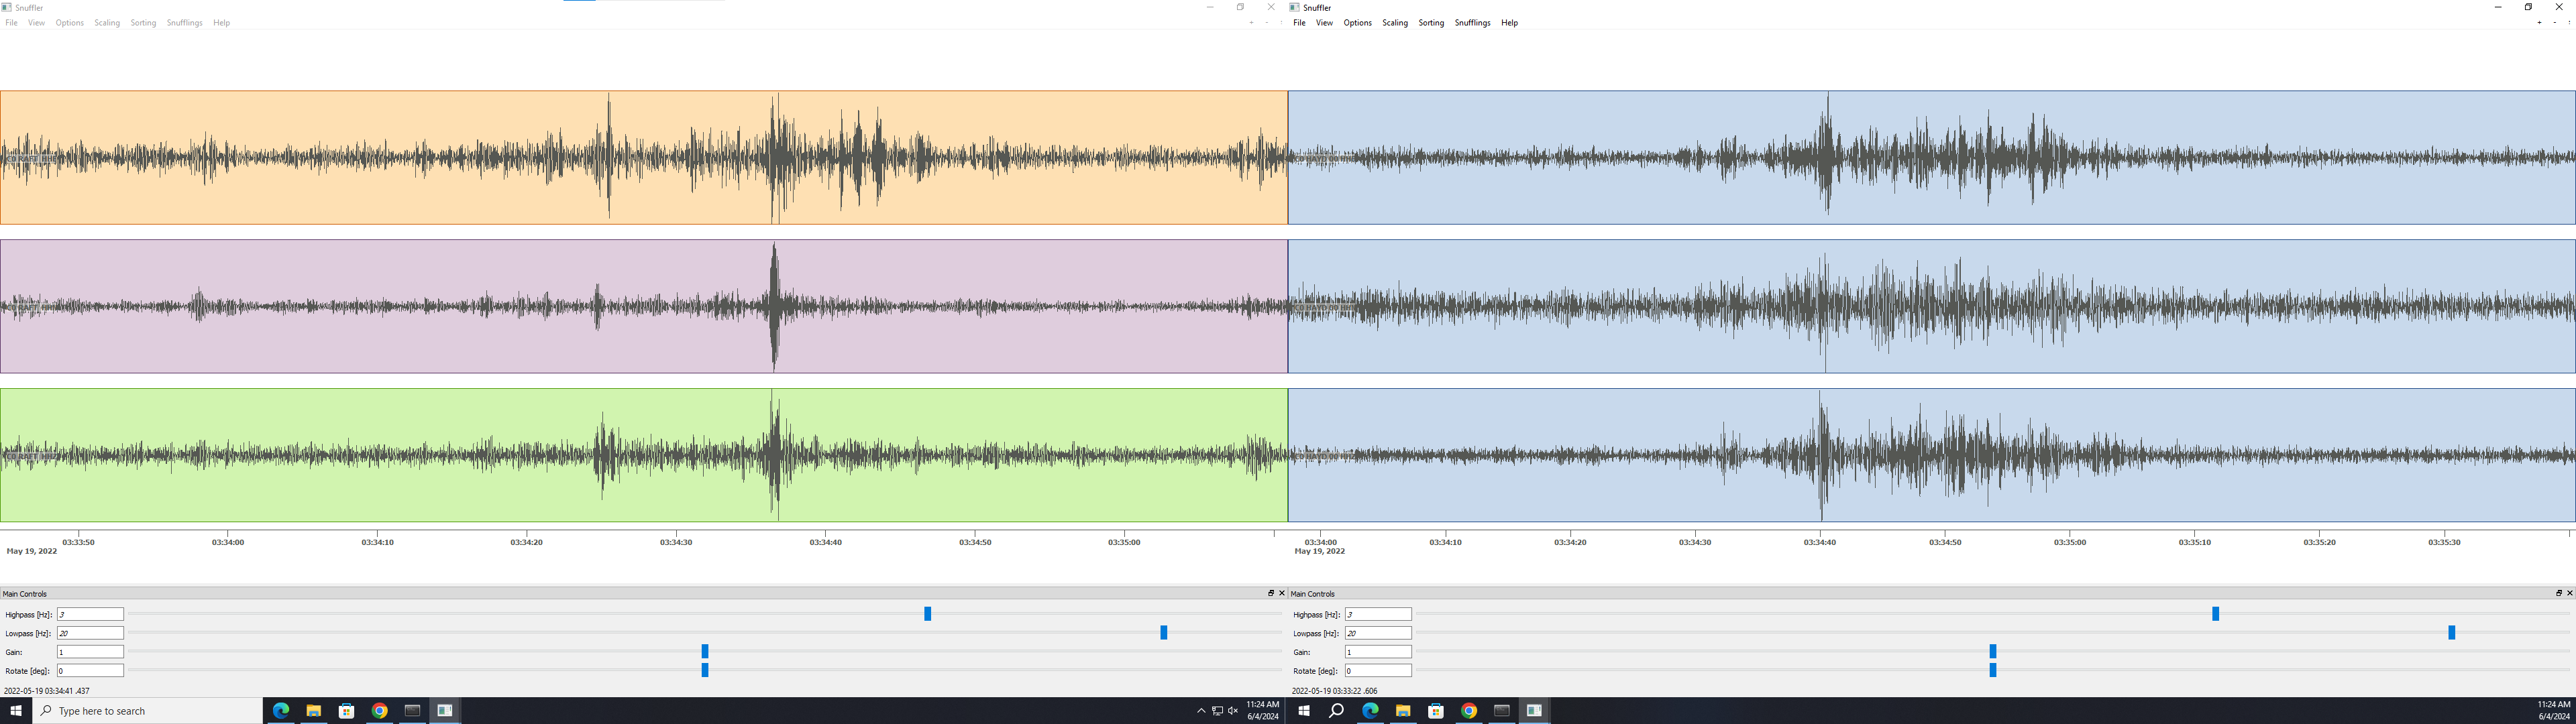 Snuffler
File View Options Scaling Sorting Snufflings Help
C0 RAFT HHE
C0 RAFT HHZ
03:33:50 03:34:00 03:34:10 03:34:20 03:34:30 03:34:40 03:34:50 03:35:00
May 19, 2022
Main Controls
Highpass [Hz]: 3
Lowpass [Hz]: 20
Gain: 1
Rotate [deg]: 0
2022-05-19 03:34:41 .437
Type here to search
11:24 AM
6/4/2024
Snuffler
File View Options Scaling Sorting Snufflings Help
03:34:00 03:34:10 03:34:20 03:34:30 03:34:40 03:34:50 03:35:00 03:35:10 03:35:20 03:35:30
May 19, 2022
Main Controls
Highpass [Hz]: 3
Lowpass [Hz]: 20
Gain: 1
Rotate [deg]: 0
2022-05-19 03:33:22 .606
11:24 AM
6/4/2024